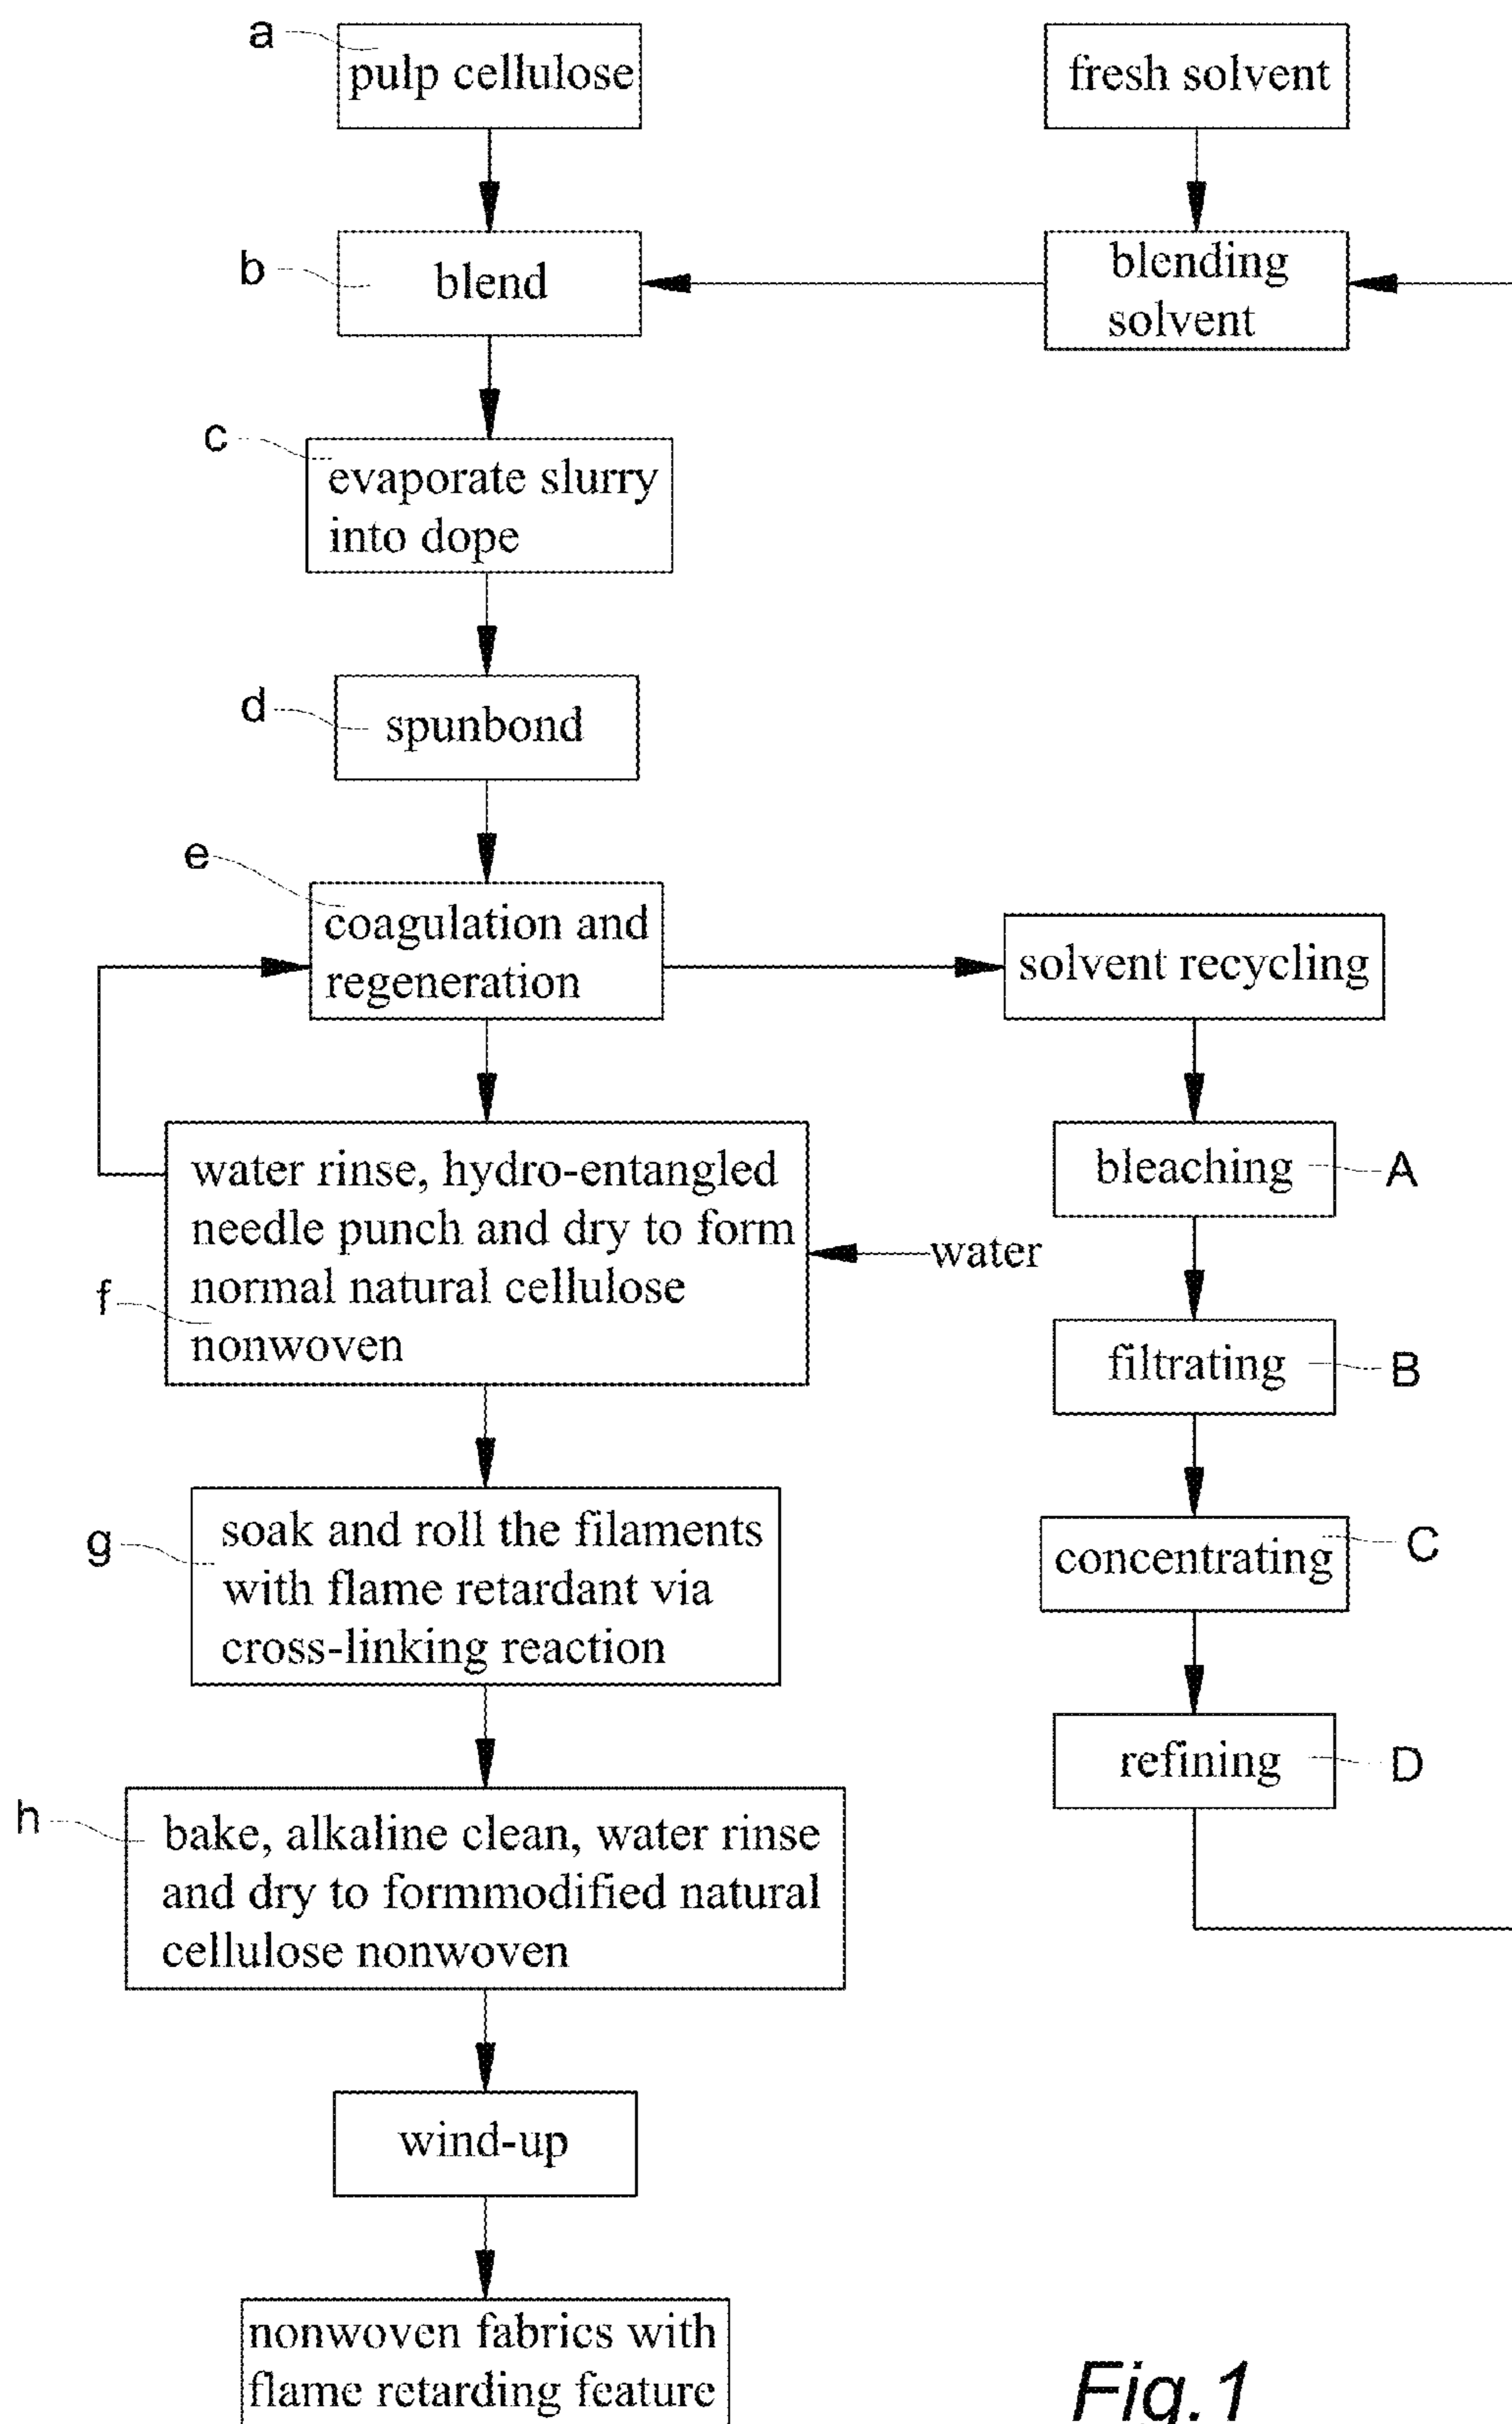 a
pulp cellulose
fresh solvent
b
blend
blending
solvent
c
evaporate slurry
into dope
d
spunbond
e
coagulation and
regeneration
solvent recycling
water rinse, hydro-entangled
needle punch and dry to form
normal natural cellulose
nonwoven
f
water
bleaching
A
filtrating
B
concentrating
C
refining
D
g
soak and roll the filaments
with flame retardant via
cross-linking reaction
h
bake, alkaline clean, water rinse
and dry to formmodified natural
cellulose nonwoven
wind-up
nonwoven fabrics with
flame retarding feature
Fig.1